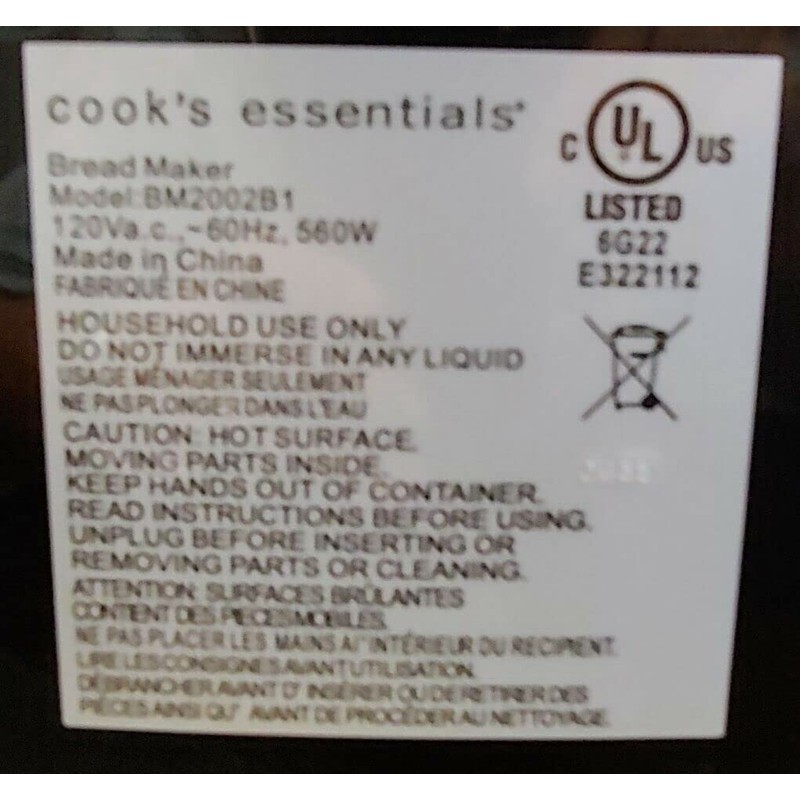 cook's essentials®
Bread Maker
Model:BM2002B1
120Va.c.,~60Hz, 560W
Made in China
FABRIQUE EN CHINE
HOUSEHOLD USE ONLY
DO NOT IMMERSE IN ANY LIQUID
USAGE MÉNAGER SEULEMENT
NE PAS PLONGER DANS L'EAU
CAUTION: HOT SURFACE.
MOVING PARTS INSIDE.
KEEP HANDS OUT OF CONTAINER.
READ INSTRUCTIONS BEFORE USING.
UNPLUG BEFORE INSERTING OR
REMOVING PARTS OR CLEANING.
ATTENTION: SURFACES BRÛLANTES
CONTIENT DES PIECES MOBILES.
NE PAS PLACER LES MAINS A l'INTÉRIEUR DU RECIPIENT.
LIRE LES CONSIGNES AVANT UTILISATION.
DÉBRANCHER AVANT D' INSÉRER OU DE RETIRER DES
PIÈCES AINSI QU' AVANT DE PROCÉDER AU NETTOYAGE.
C UL US
LISTED
6G22
E322112